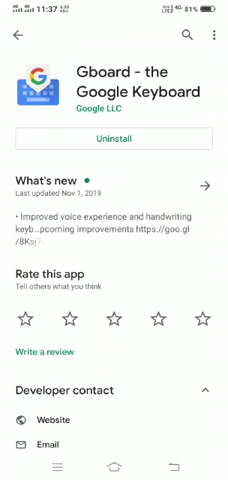 11:37
81%
Gboard - the
Google Keyboard
Google LLC
Uninstall
What's new
Last updated Nov 1, 2019
• Improved voice experience and handwriting
keyb...pcoming improvements https://goo.gl
/8Ksj7
Rate this app
Tell others what you think
Write a review
Developer contact
Website
Email